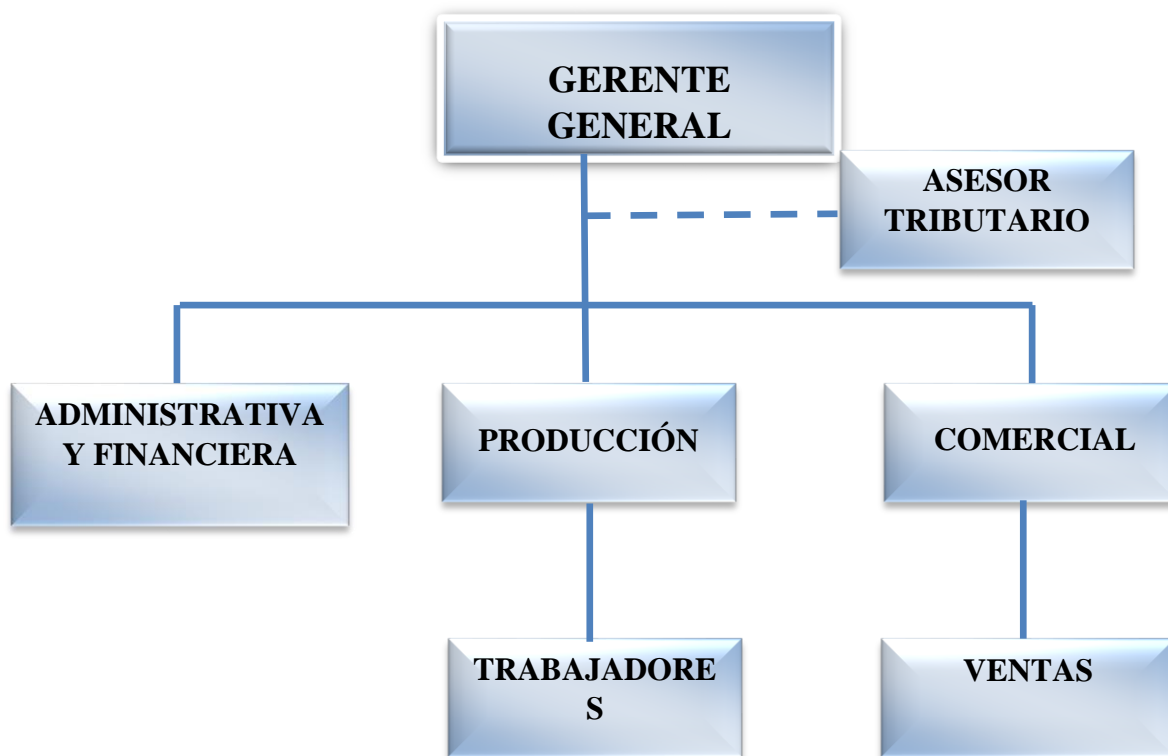 GERENTE
GENERAL
ASESOR
TRIBUTARIO
ADMINISTRATIVA
Y FINANCIERA
PRODUCCIÓN
COMERCIAL
TRABAJADORE
S
VENTAS